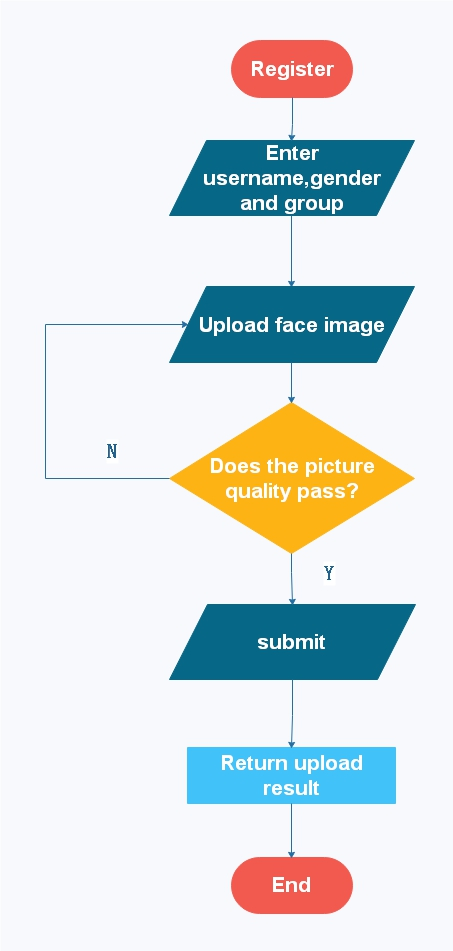 Register
Enter
username,gender
and group
Upload face image
N
Does the picture
quality pass?
Y
submit
Return upload
result
End